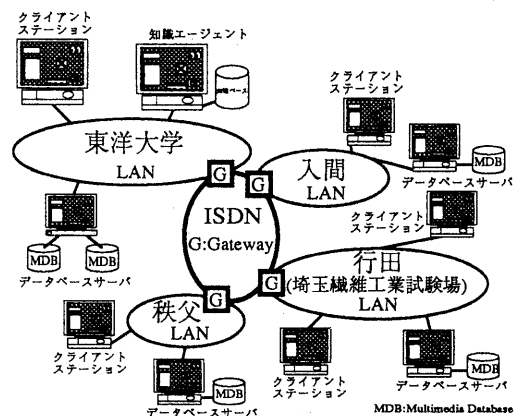 クライアント
ステーション
知識エージェント
知識ベース
クライアント
ステーション
東洋大学
LAN
G
G
入間
LAN
MDB
データベースサーバ
ISDN
G:Gateway
クライアント
ステーション
MDB
MDB
データベースサーバ
G
行田
(埼玉繊維工業試験場)
LAN
G
秩父
LAN
クライアント
ステーション
MDB
データベースサーバ
クライアント
ステーション
MDB
データベースサーバ
MDB:Multimedia Database